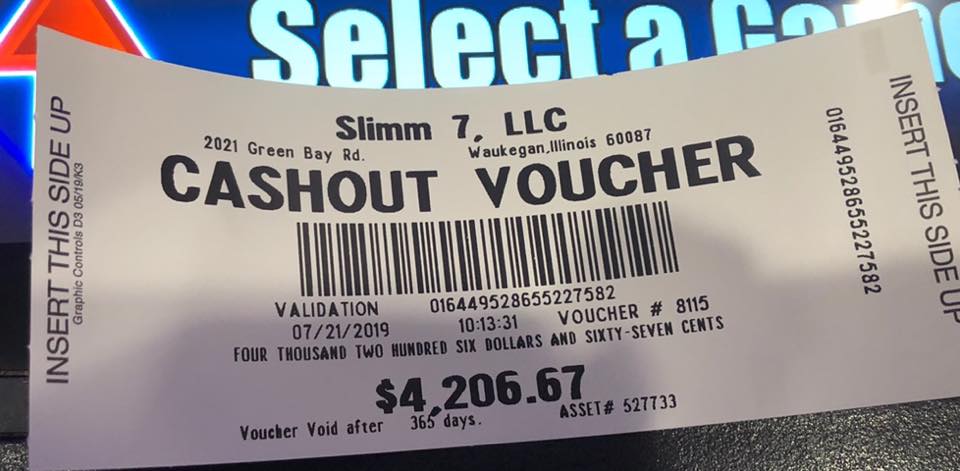 Select a Game
Slimm 7, LLC
2021 Green Bay Rd. Waukegan,Illinois 60087
CASHOUT VOUCHER
VALIDATION 016449528655227582
07/21/2019 10:13:31 VOUCHER # 8115
FOUR THOUSAND TWO HUNDRED SIX DOLLARS AND SIXTY-SEVEN CENTS
$4,206.67
Voucher Void after 365 days. ASSET# 527733
INSERT THIS SIDE UP
Graphic Controls D3 05/19/K3
016449528655227582
INSERT THIS SIDE UP